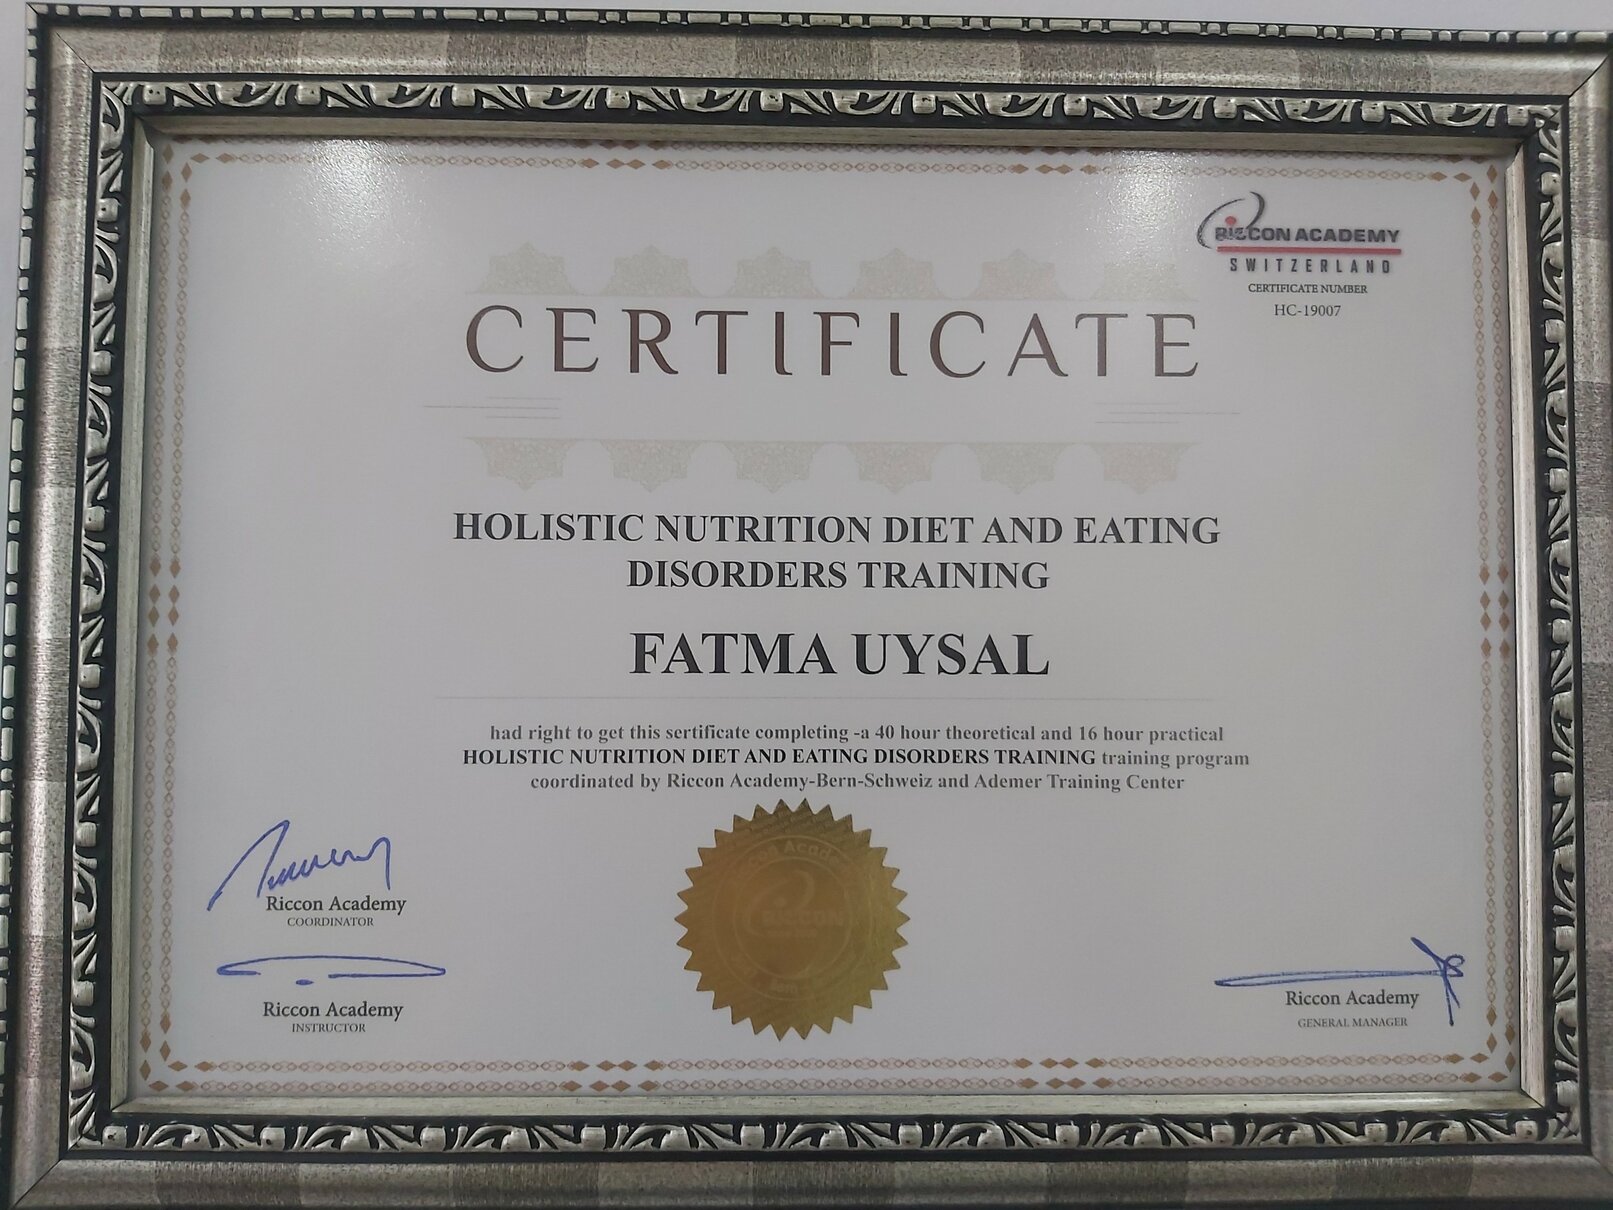 RICCON ACADEMY
SWITZERLAND
CERTIFICATE NUMBER
HC-19007
CERTIFICATE
HOLISTIC NUTRITION DIET AND EATING
DISORDERS TRAINING
FATMA UYSAL
had right to get this sertificate completing -a 40 hour theoretical and 16 hour practical
HOLISTIC NUTRITION DIET AND EATING DISORDERS TRAINING training program
coordinated by Riccon Academy-Bern-Schweiz and Ademer Training Center
Riccon Academy
COORDINATOR
Riccon Academy
INSTRUCTOR
RICCON
Riccon Academy
GENERAL MANAGER